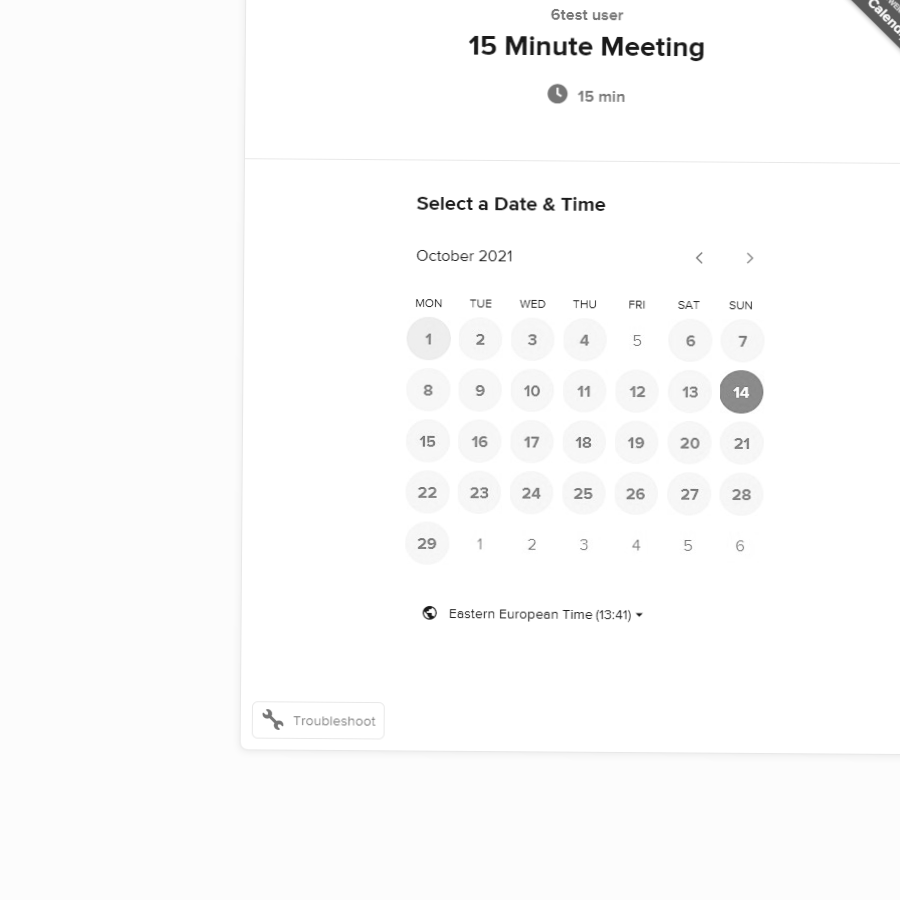 6test user
15 Minute Meeting
15 min
Select a Date & Time
October 2021
MON TUE WED THU FRI SAT SUN
1 2 3 4 5 6 7
8 9 10 11 12 13 14
15 16 17 18 19 20 21
22 23 24 25 26 27 28
29 1 2 3 4 5 6
Eastern European Time (13:41)
Troubleshoot